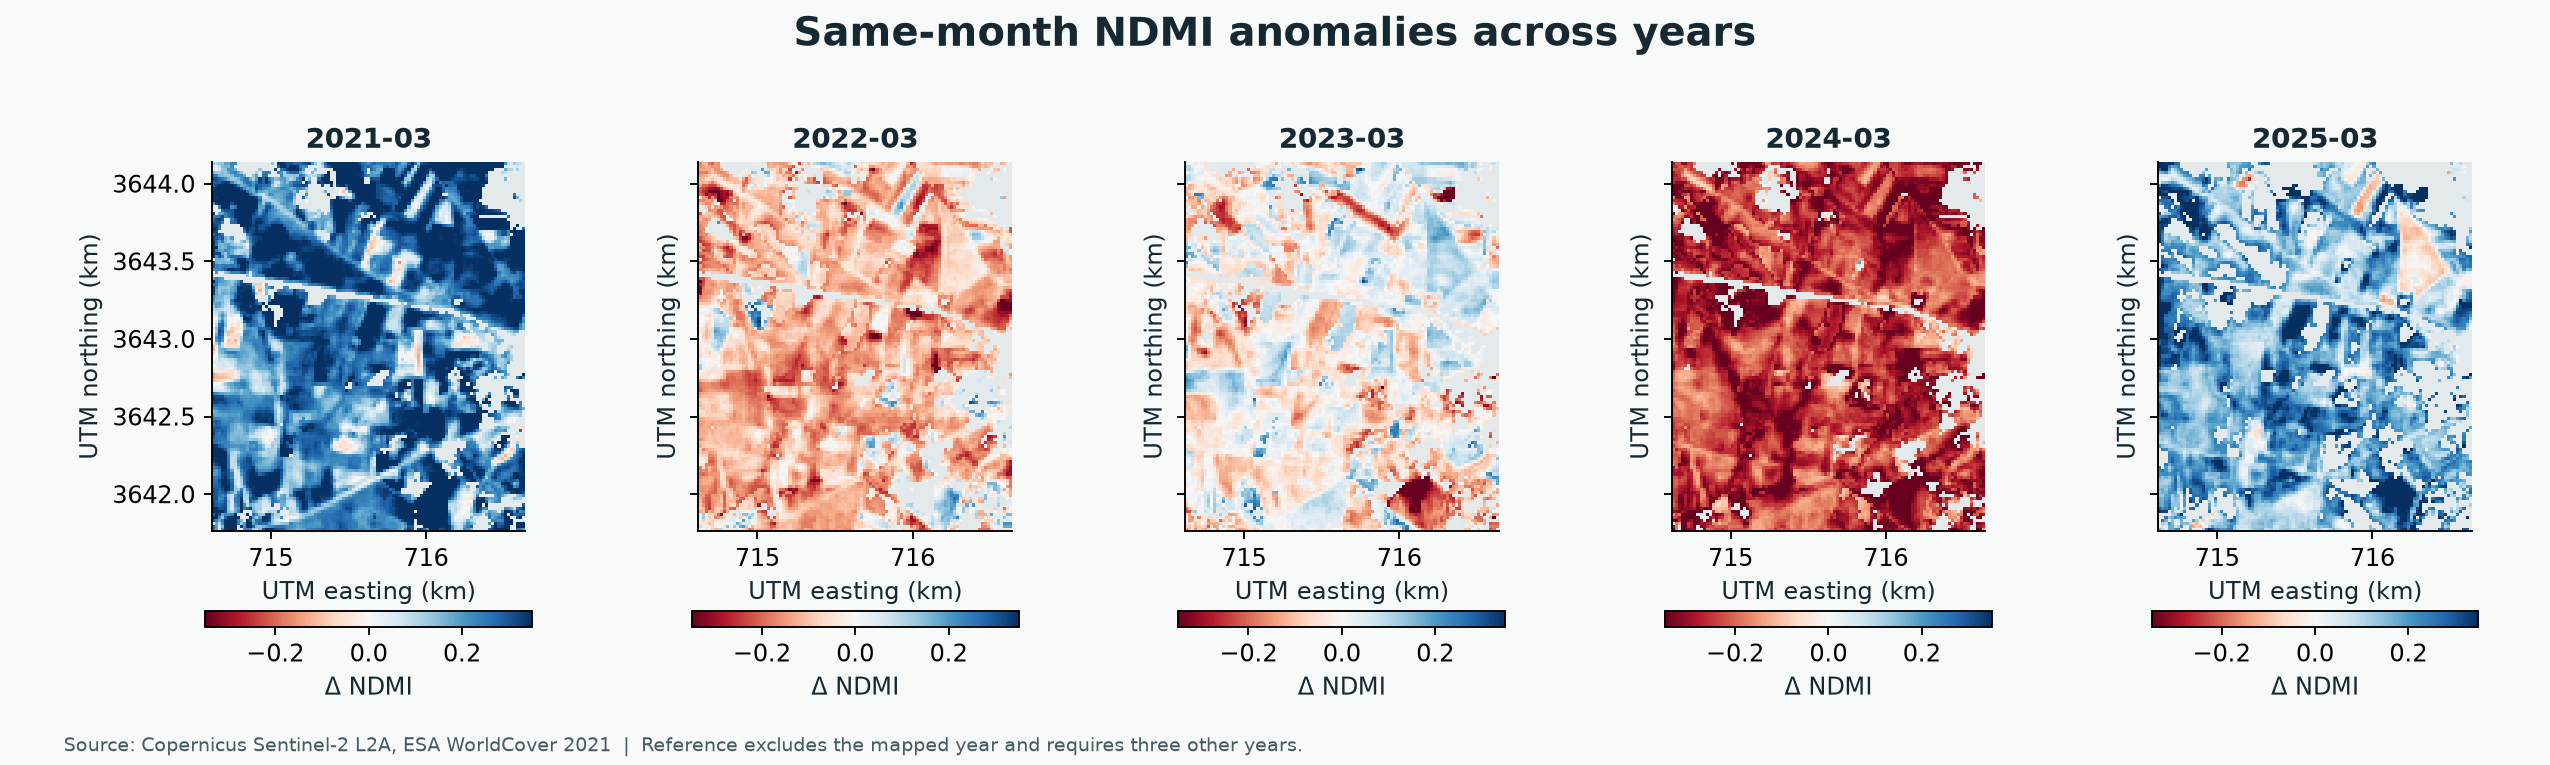 Same-month NDMI anomalies across years
2021-03 2022-03 2023-03 2024-03 2025-03
UTM northing (km) UTM northing (km) UTM northing (km) UTM northing (km) UTM northing (km)
3644.0
3643.5
3643.0
3642.5
3642.0
715 716 715 716 715 716 715 716 715 716
UTM easting (km) UTM easting (km) UTM easting (km) UTM easting (km) UTM easting (km)
−0.2 0.0 0.2 −0.2 0.0 0.2 −0.2 0.0 0.2 −0.2 0.0 0.2 −0.2 0.0 0.2
Δ NDMI Δ NDMI Δ NDMI Δ NDMI Δ NDMI
Source: Copernicus Sentinel-2 L2A, ESA WorldCover 2021 | Reference excludes the mapped year and requires three other years.